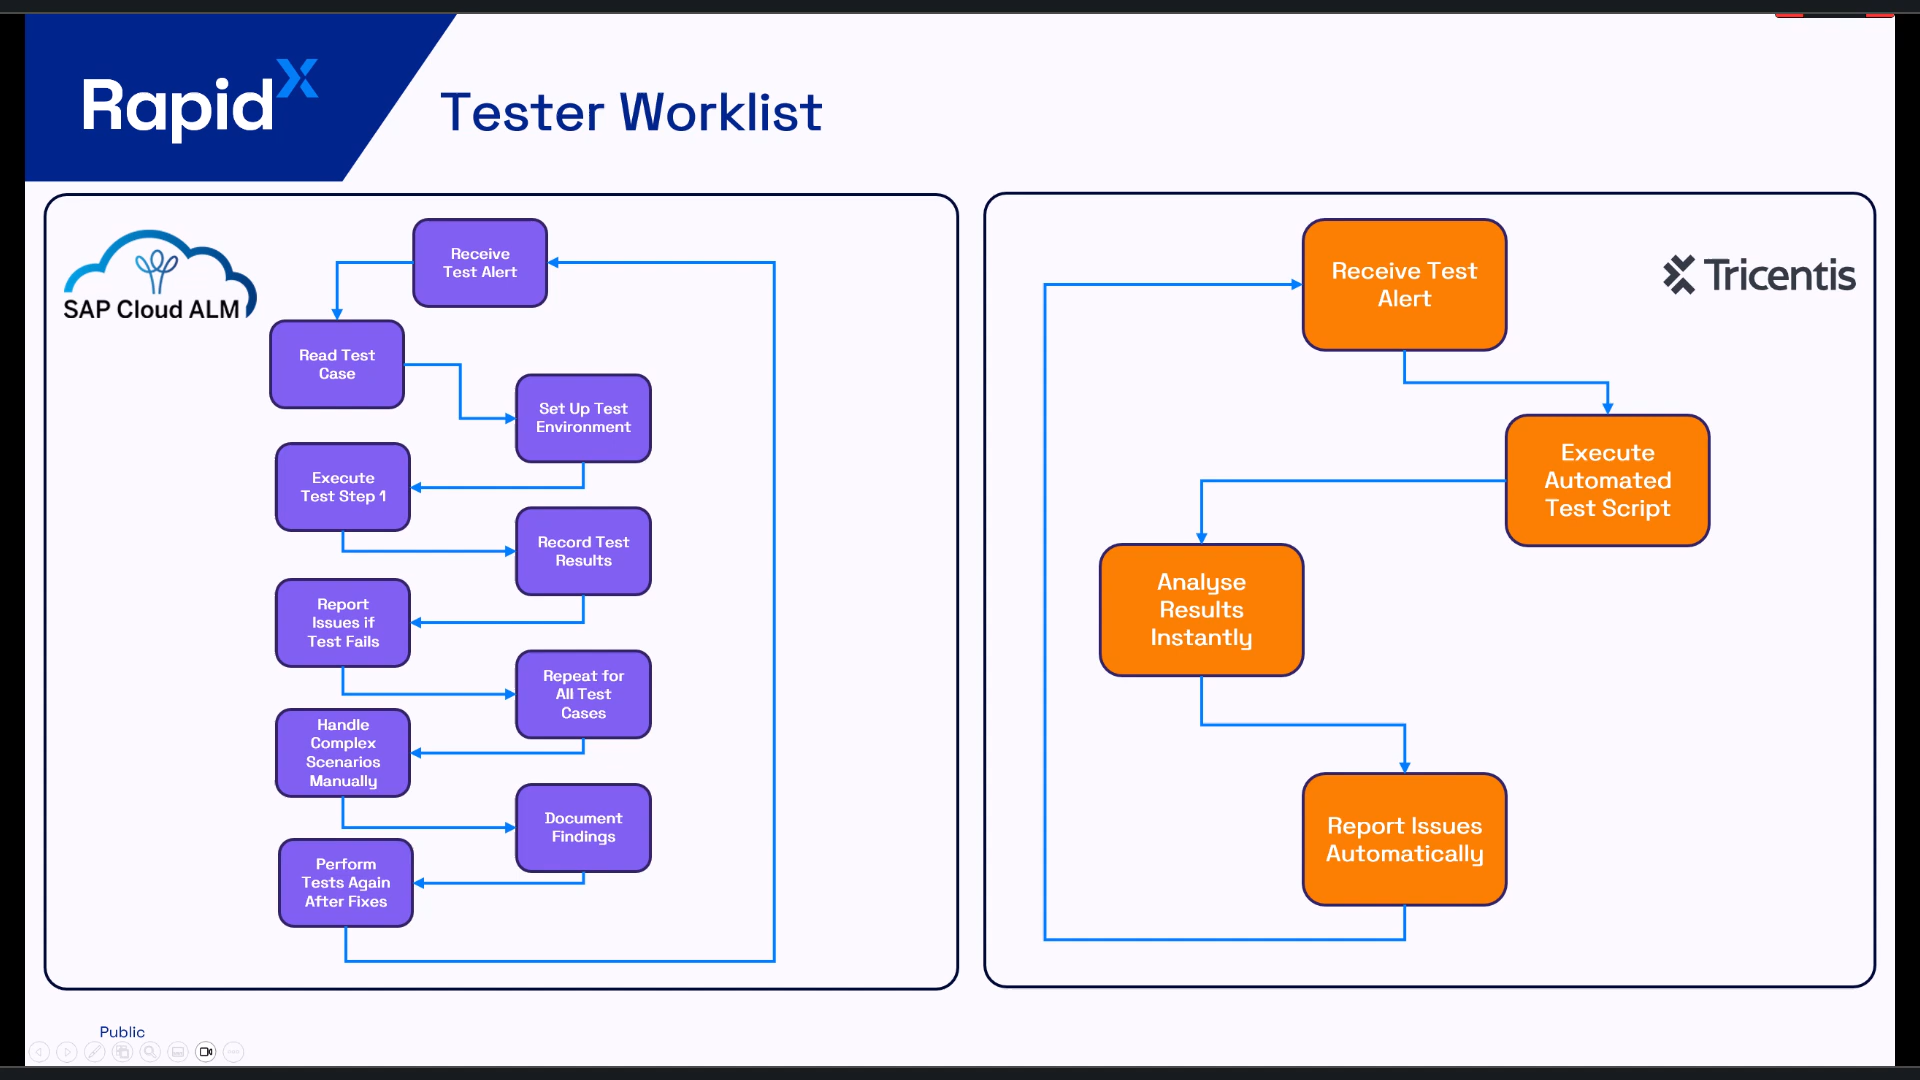 RapidX
Tester Worklist
SAP Cloud ALM
Receive
Test Alert
Read Test
Case
Set Up Test
Environment
Execute
Test Step 1
Record Test
Results
Report
Issues if
Test Fails
Repeat for
All Test
Cases
Handle
Complex
Scenarios
Manually
Document
Findings
Perform
Tests Again
After Fixes
Tricentis
Receive Test
Alert
Execute
Automated
Test Script
Analyse
Results
Instantly
Report Issues
Automatically
Public